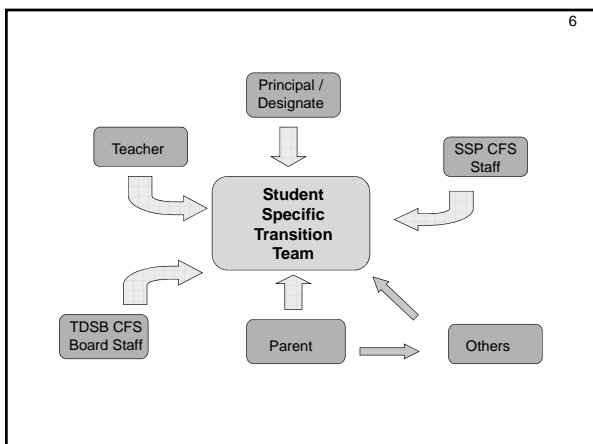 6
Principal /
Designate
Teacher
SSP CFS
Staff
Student
Specific
Transition
Team
TDSB CFS
Board Staff
Parent
Others